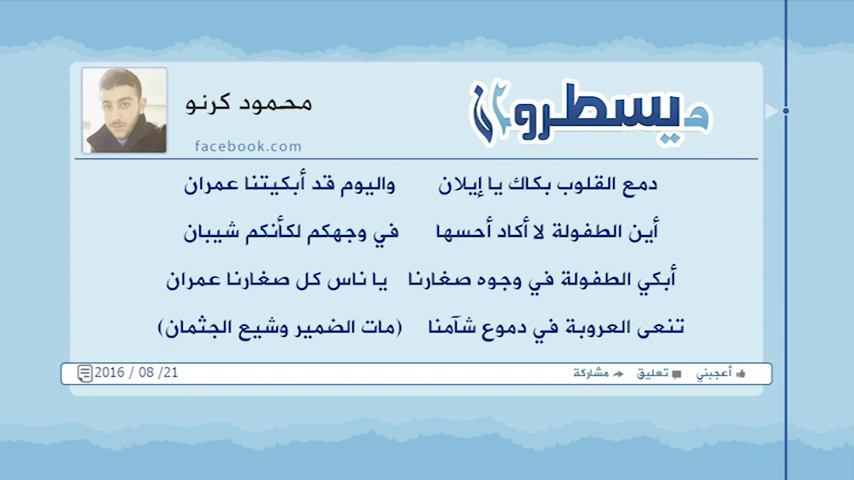 يسطرون
محمود كرنو
facebook.com
دمع القلوب بكاك يا إيلان واليوم قد أبكيتنا عمران
أين الطفولة لا أكاد أحسها في وجهكم لكأنكم شيبان
أبكي الطفولة في وجوه صغارنا يا ناس كل صغارنا عمران
تنعى العروبة في دموع شآمنا (مات الضمير وشيع الجثمان)
أعجبني تعليق مشاركة 2016 / 08 /21